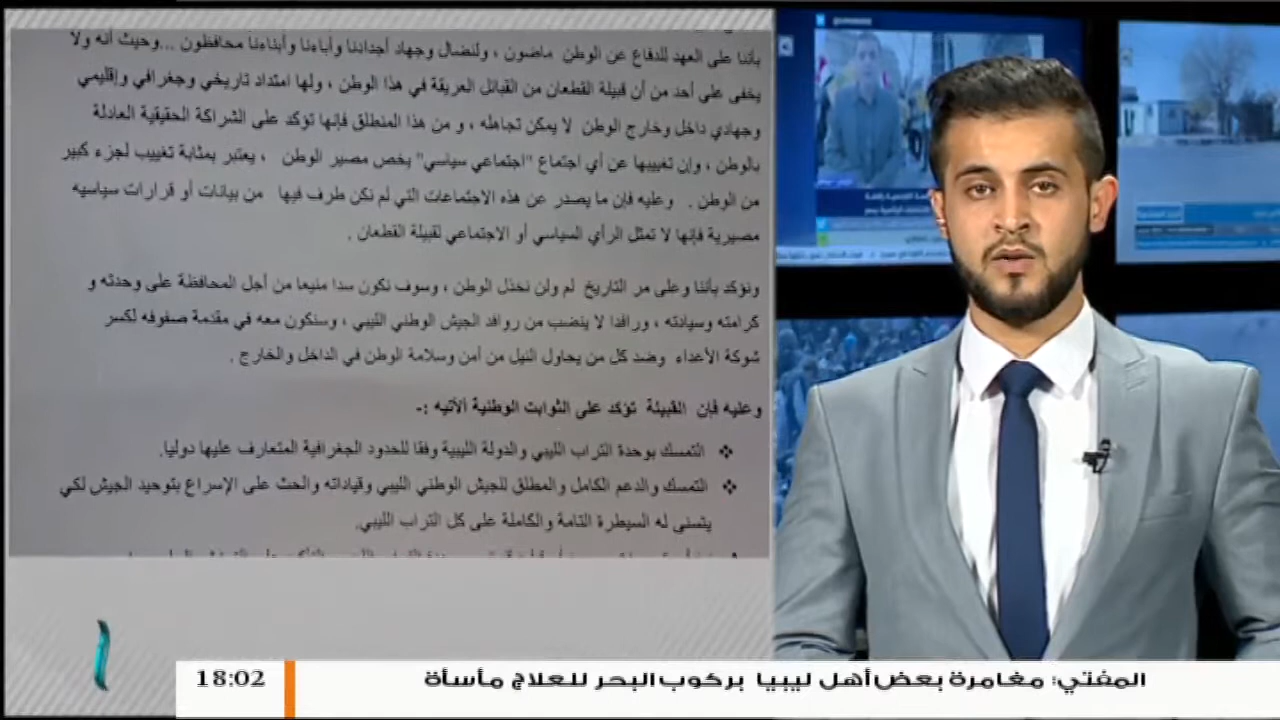 بأننا على العهد للدفاع عن الوطن ماضون ، ولنضال وجهاد أجدادنا وأباءنا وأبناءنا محافظون ...وحيث أنه ولا
يخفى على أحد من أن قبيلة القطعان من القبائل العريقة في هذا الوطن ، ولها امتداد تاريخي وجغرافي وإقليمي
وجهادي داخل وخارج الوطن لا يمكن تجاهله ، و من هذا المنطلق فإنها تؤكد على الشراكة الحقيقية العادلة
بالوطن ، وإن تغييبها عن أي اجتماع "اجتماعي سياسي" يخص مصير الوطن ، يعتبر بمثابة تغييب لجزء كبير
من الوطن . وعليه فإن ما يصدر عن هذه الاجتماعات التي لم نكن طرف فيها من بيانات أو قرارات سياسيه
مصيرية فإنها لا تمثل الرأي السياسي أو الاجتماعي لقبيلة القطعان .
ونؤكد بأننا وعلى مر التاريخ لم ولن نخذل الوطن ، وسوف نكون سدا منيعا من أجل المحافظة على وحدته و
كرامته وسيادته ، ورافدا لا ينضب من روافد الجيش الوطني الليبي ، وسنكون معه في مقدمة صفوفه لكسر
شوكة الأعداء وضد كل من يحاول النيل من أمن وسلامة الوطن في الداخل والخارج .
وعليه فإن القبيلة تؤكد على الثوابت الوطنية الأتيه :-
❖ التمسك بوحدة التراب الليبي والدولة الليبية وفقا للحدود الجغرافية المتعارف عليها دوليا.
❖ التمسك والدعم الكامل والمطلق للجيش الوطني الليبي وقياداته والحث على الإسراع بتوحيد الجيش لكي
يتسنى له السيطرة التامة والكاملة على كل التراب الليبي.
18:02
المفتي: مغامرة بعض أهل ليبيا بركوب البحر للعلاج مأساة